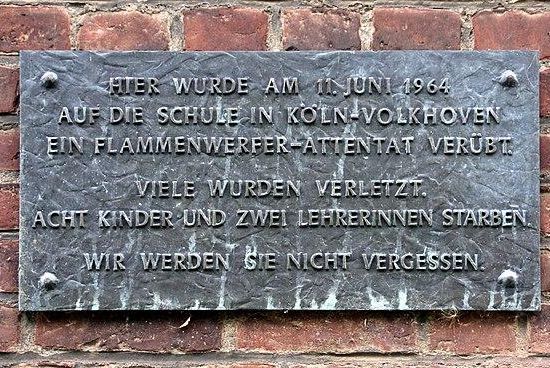 HIER WURDE AM 11. JUNI 1964
AUF DIE SCHULE IN KÖLN-VOLKHOVEN
EIN FLAMMENWERFER-ATTENTAT VERÜBT.
VIELE WURDEN VERLETZT.
ACHT KINDER UND ZWEI LEHRERINNEN STARBEN.
WIR WERDEN SIE NICHT VERGESSEN.